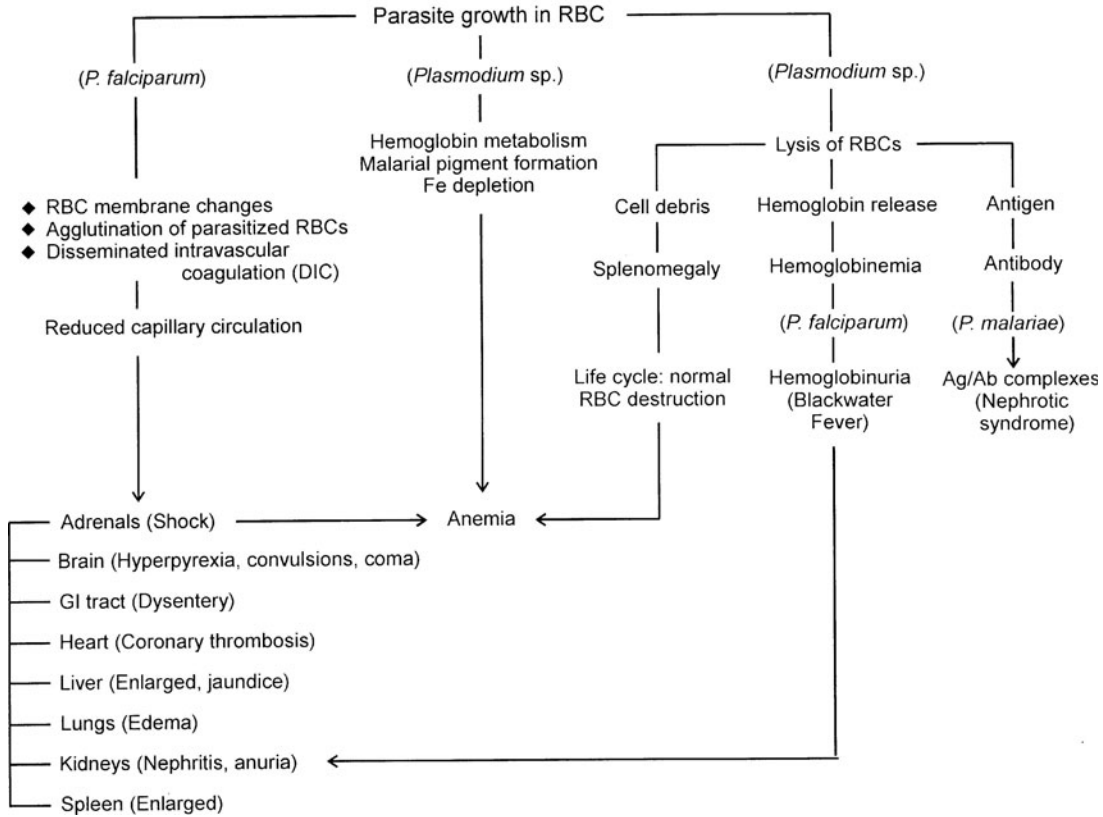 Parasite growth in RBC
(P. falciparum)
(Plasmodium sp.)
(Plasmodium sp.)
Hemoglobin metabolism
Malarial pigment formation
Fe depletion
Lysis of RBCs
◆ RBC membrane changes
◆ Agglutination of parasitized RBCs
◆ Disseminated intravascular
coagulation (DIC)
Reduced capillary circulation
Cell debris
Splenomegaly
Life cycle: normal
RBC destruction
Hemoglobin release
Hemoglobinemia
(P. falciparum)
Hemoglobinuria
(Blackwater
Fever)
Antigen
Antibody
(P. malariae)
Ag/Ab complexes
(Nephrotic
syndrome)
Adrenals (Shock)
Anemia
Brain (Hyperpyrexia, convulsions, coma)
GI tract (Dysentery)
Heart (Coronary thrombosis)
Liver (Enlarged, jaundice)
Lungs (Edema)
Kidneys (Nephritis, anuria)
Spleen (Enlarged)